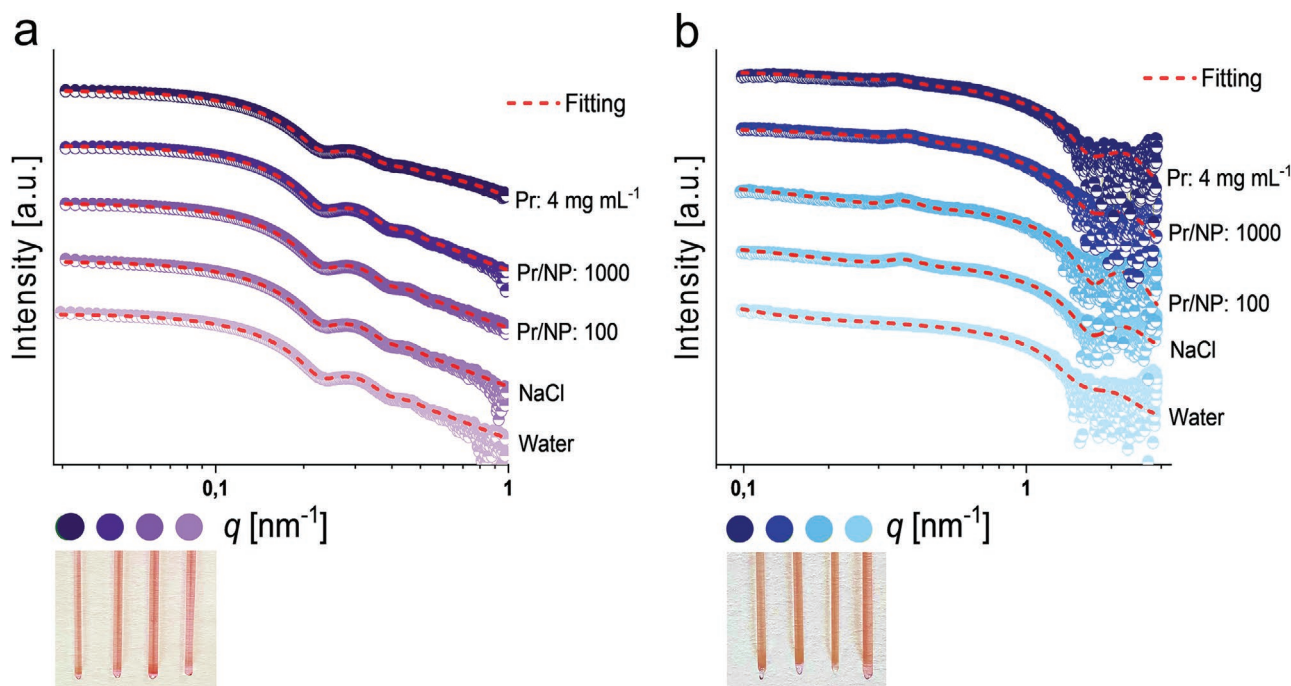 a
Intensity [a.u.]
Fitting
Pr: 4 mg mL⁻¹
Pr/NP: 1000
Pr/NP: 100
NaCl
Water
0,1
1
q [nm⁻¹]
b
Intensity [a.u.]
Fitting
Pr: 4 mg mL⁻¹
Pr/NP: 1000
Pr/NP: 100
NaCl
Water
0,1
1
q [nm⁻¹]